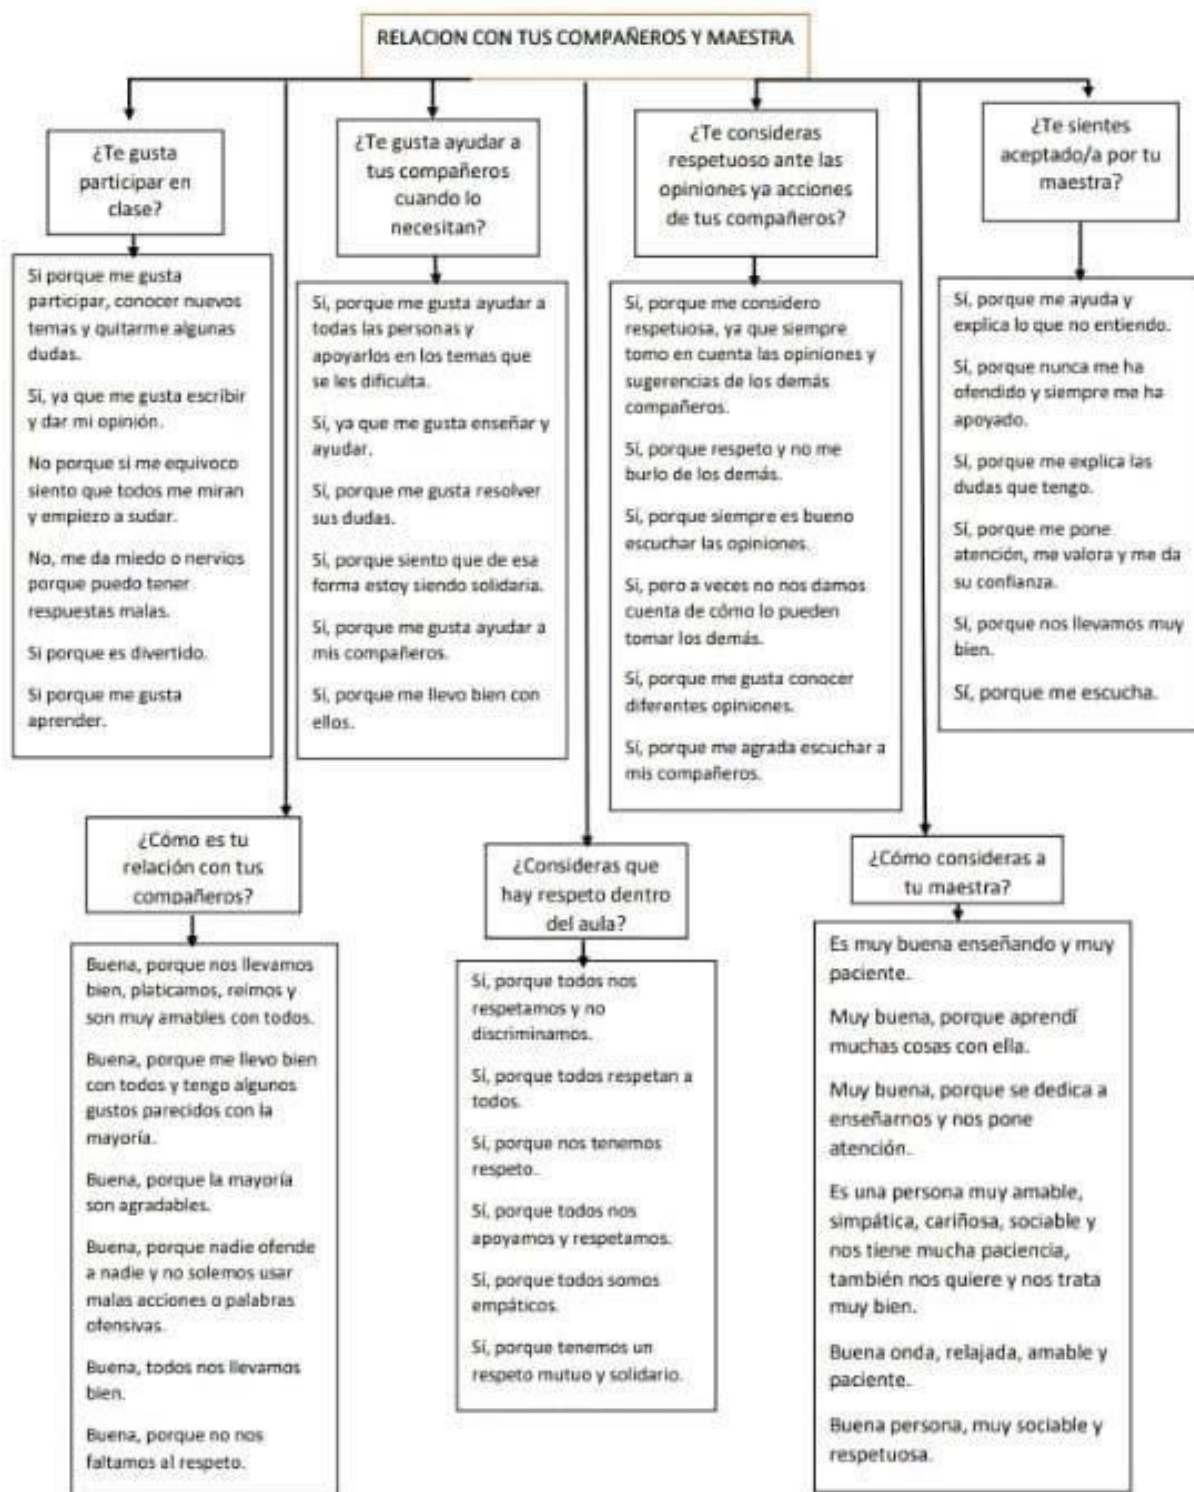 RELACION CON TUS COMPAÑEROS Y MAESTRA
¿Te gusta
participar en
clase?
Si porque me gusta
participar, conocer nuevos
temas y quitarme algunas
dudas.
Sí, ya que me gusta escribir
y dar mi opinión.
No porque si me equivoco
siento que todos me miran
y empiezo a sudar.
No, me da miedo o nervios
porque puedo tener
respuestas malas.
Si porque es divertido.
Si porque me gusta
aprender.
¿Te gusta ayudar a
tus compañeros
cuando lo
necesitan?
Sí, porque me gusta ayudar a
todas las personas y
apoyarlos en los temas que
se les dificulta.
Sí, ya que me gusta enseñar y
ayudar.
Sí, porque me gusta resolver
sus dudas.
Sí, porque siento que de esa
forma estoy siendo solidaria.
Sí, porque me gusta ayudar a
mis compañeros.
Sí, porque me llevo bien con
ellos.
¿Te consideras
respetuoso ante las
opiniones ya acciones
de tus compañeros?
Sí, porque me considero
respetuosa, ya que siempre
tomo en cuenta las opiniones y
sugerencias de los demás
compañeros.
Sí, porque respeto y no me
burlo de los demás.
Sí, porque siempre es bueno
escuchar las opiniones.
Sí, pero a veces no nos damos
cuenta de cómo lo pueden
tomar los demás.
Sí, porque me gusta conocer
diferentes opiniones.
Sí, porque me agrada escuchar a
mis compañeros.
¿Te sientes
aceptado/a por tu
maestra?
Sí, porque me ayuda y
explica lo que no entiendo.
Sí, porque nunca me ha
ofendido y siempre me ha
apoyado.
Sí, porque me explica las
dudas que tengo.
Sí, porque me pone
atención, me valora y me da
su confianza.
Sí, porque nos llevamos muy
bien.
Sí, porque me escucha.
¿Cómo es tu
relación con tus
compañeros?
Buena, porque nos llevamos
bien, platicamos, reímos y
son muy amables con todos.
Buena, porque me llevo bien
con todos y tengo algunos
gustos parecidos con la
mayoría.
Buena, porque la mayoría
son agradables.
Buena, porque nadie ofende
a nadie y no solemos usar
malas acciones o palabras
ofensivas.
Buena, todos nos llevamos
bien.
Buena, porque no nos
faltamos al respeto.
¿Consideras que
hay respeto dentro
del aula?
Sí, porque todos nos
respetamos y no
discriminamos.
Sí, porque todos respetan a
todos.
Sí, porque nos tenemos
respeto.
Sí, porque todos nos
apoyamos y respetamos.
Sí, porque todos somos
empáticos.
Sí, porque tenemos un
respeto mutuo y solidario.
¿Cómo consideras a
tu maestra?
Es muy buena enseñando y muy
paciente.
Muy buena, porque aprendí
muchas cosas con ella.
Muy buena, porque se dedica a
enseñarnos y nos pone
atención.
Es una persona muy amable,
simpática, cariñosa, sociable y
nos tiene mucha paciencia,
también nos quiere y nos trata
muy bien.
Buena onda, relajada, amable y
paciente.
Buena persona, muy sociable y
respetuosa.